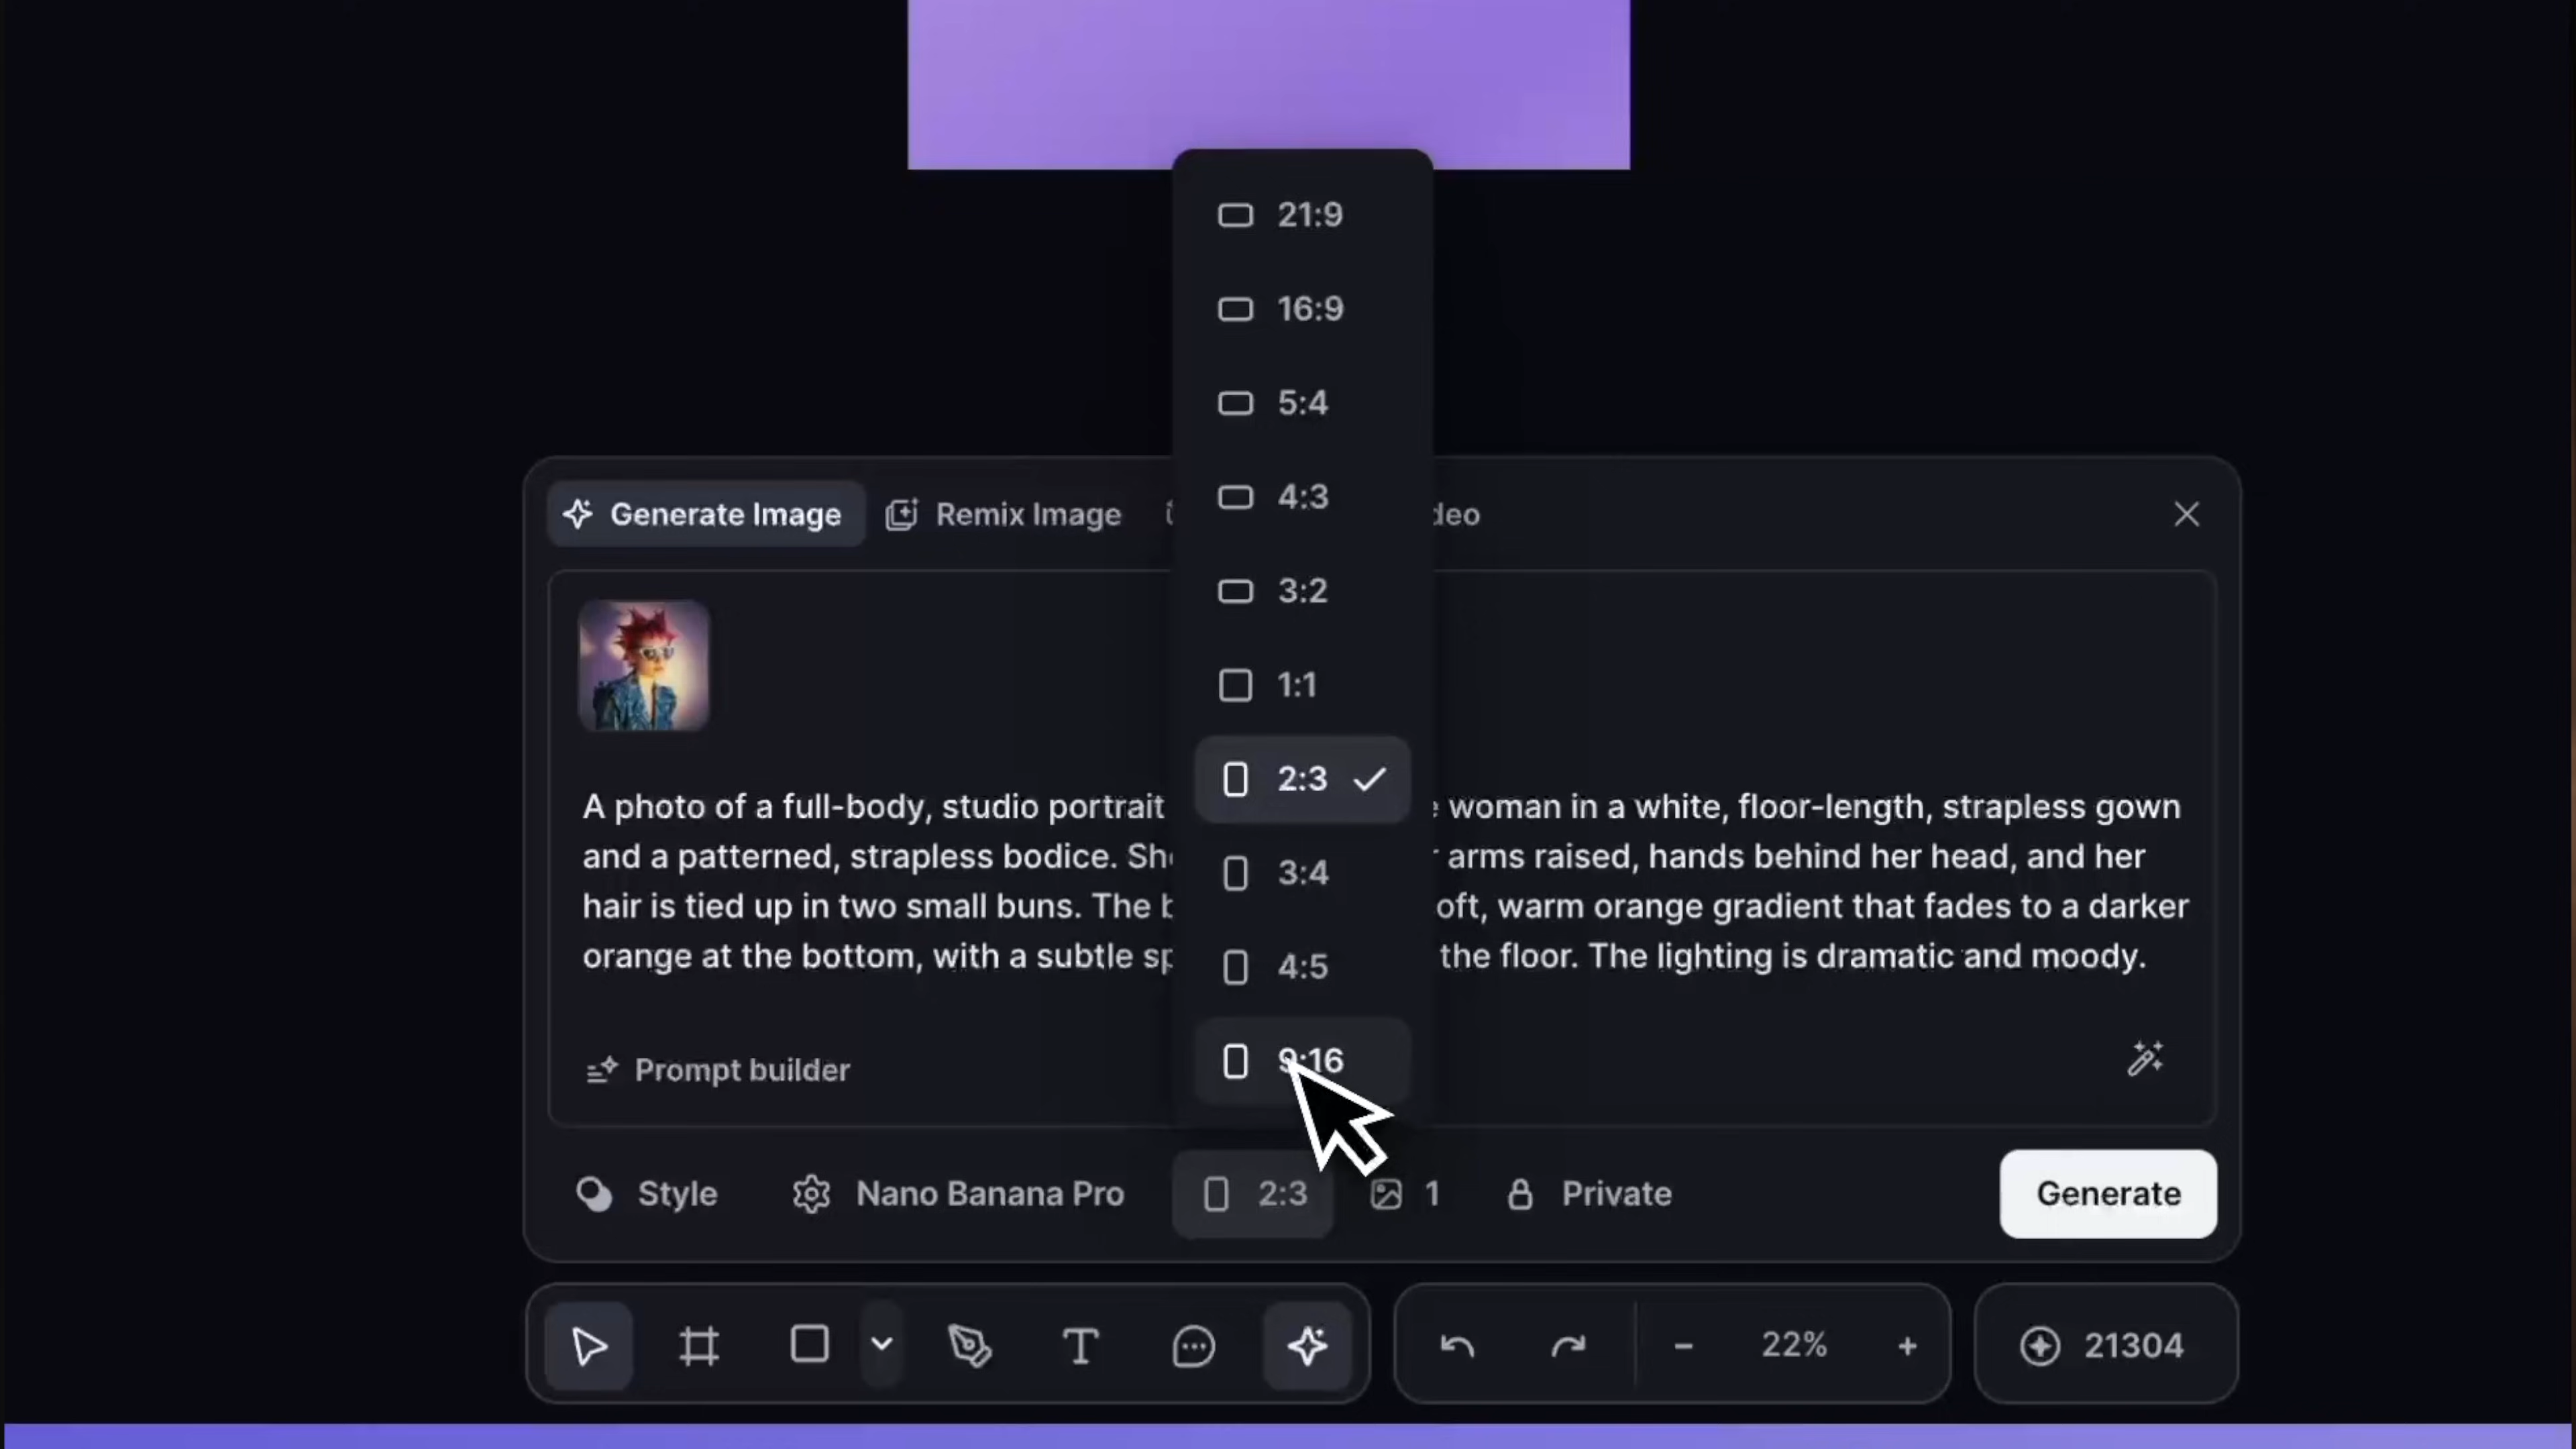 21:9
16:9
5:4
4:3
3:2
1:1
2:3
3:4
4:5
9:16
Generate Image
Remix Image
deo
A photo of a full-body, studio portrait woman in a white, floor-length, strapless gown
and a patterned, strapless bodice. She arms raised, hands behind her head, and her
hair is tied up in two small buns. The oft, warm orange gradient that fades to a darker
orange at the bottom, with a subtle sp the floor. The lighting is dramatic and moody.
Prompt builder
Style
Nano Banana Pro
2:3
1
Private
Generate
22%
21304